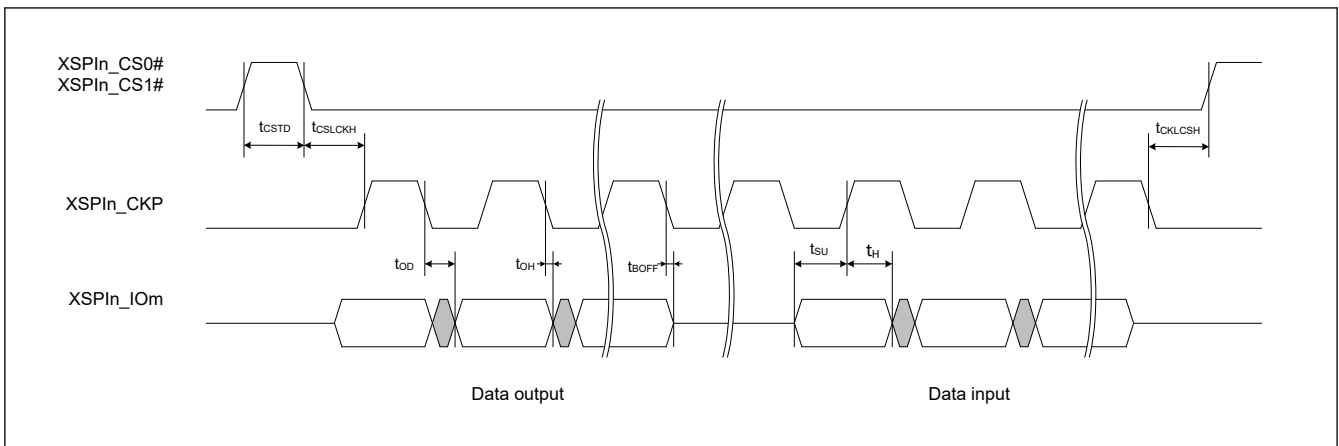 XSPIn_CS0#
XSPIn_CS1#
tCSTD
tCSLCKH
tCKLCSH
XSPIn_CKP
tOD
tOH
tBOFF
tSU
tH
XSPIn_IOm
Data output
Data input